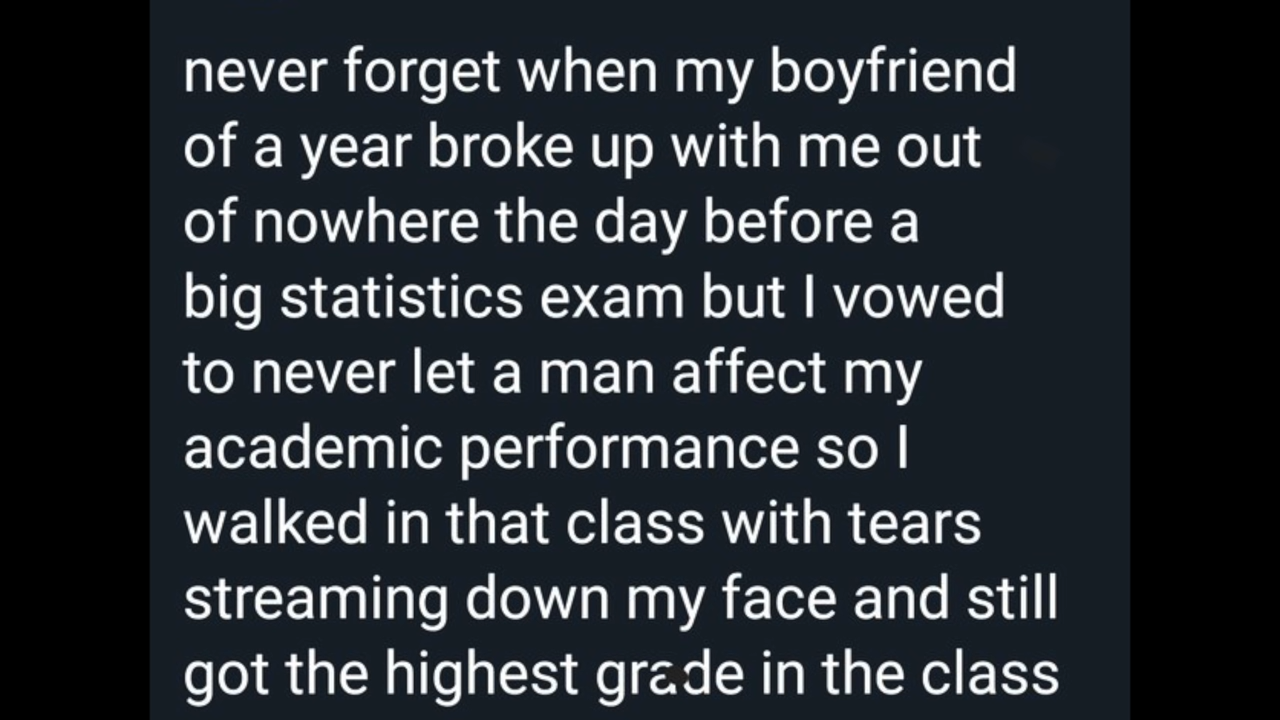 never forget when my boyfriend
of a year broke up with me out
of nowhere the day before a
big statistics exam but I vowed
to never let a man affect my
academic performance so I
walked in that class with tears
streaming down my face and still
got the highest grade in the class